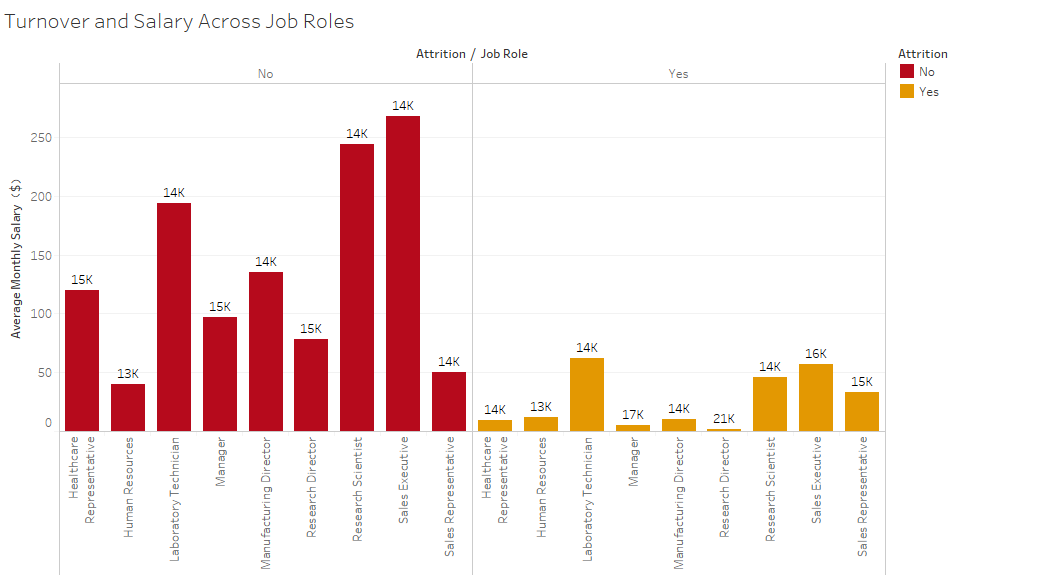 Turnover and Salary Across Job Roles
Attrition / Job Role
Attrition
No
Yes
No
Yes
Average Monthly Salary ($)
250
200
150
100
50
0
15K
13K
14K
15K
14K
15K
14K
14K
14K
14K
13K
14K
17K
14K
21K
14K
16K
15K
Healthcare
Representative
Human Resources
Laboratory Technician
Manager
Manufacturing Director
Research Director
Research Scientist
Sales Executive
Sales Representative
Healthcare
Representative
Human Resources
Laboratory Technician
Manager
Manufacturing Director
Research Director
Research Scientist
Sales Executive
Sales Representative